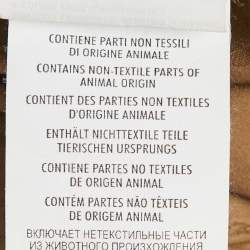 CONTIENE PARTI NON TESSILI
DI ORIGINE ANIMALE
CONTAINS NON-TEXTILE PARTS OF
ANIMAL ORIGIN
CONTIENT DES PARTIES NON TEXTILES
D'ORIGINE ANIMALE
ENTHÄLT NICHTTEXTILE TEILE
TIERISCHEN URSPRUNGS
CONTIENE PARTES NO TEXTILES
DE ORIGEN ANIMAL
CONTÉM PARTES NÃO TÊXTEIS
DE ORIGEM ANIMAL
ВКЛЮЧАЕТ НЕТЕКСТИЛЬНЫЕ ЧАСТИ
ИЗ ЖИВОТНОГО ПРОИЗХОЖДЕНИЯ